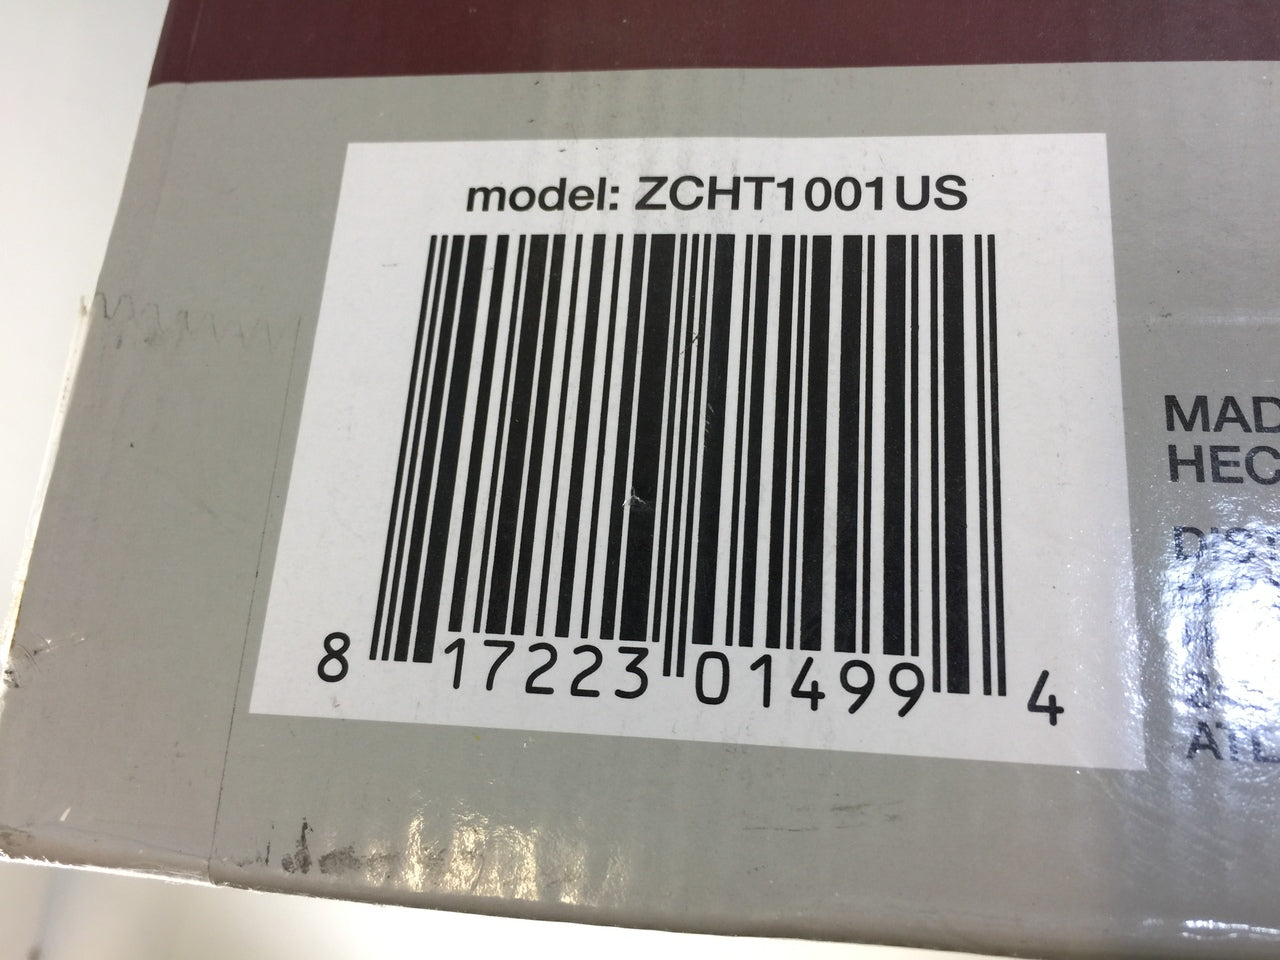 model: ZCHT1001US
8 17223 01499 4
MAD
HEC